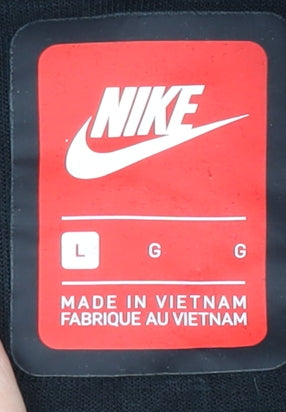 NIKE
L G G
MADE IN VIETNAM
FABRIQUE AU VIETNAM